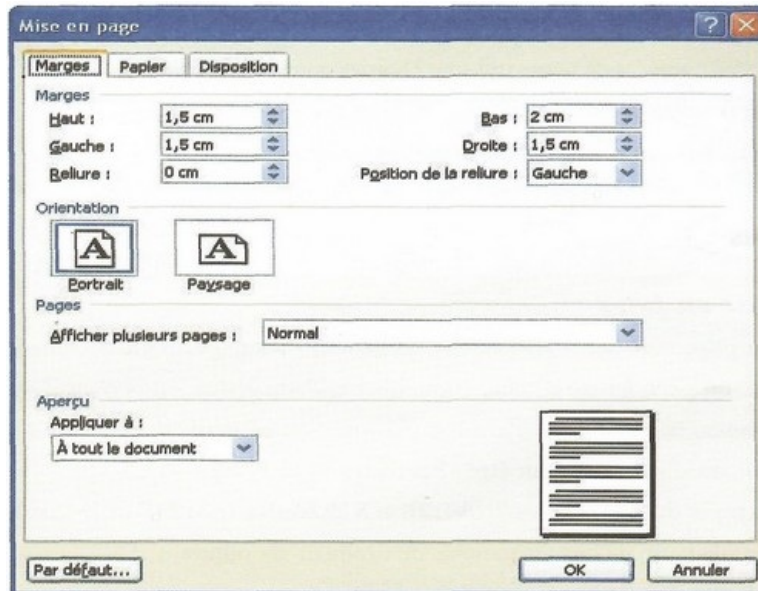 Mise en page
Marges Papier Disposition
Marges
Haut : 1,5 cm Bas : 2 cm
Gauche : 1,5 cm Droite : 1,5 cm
Reliure : 0 cm Position de la reliure : Gauche
Orientation
A A
Portrait Paysage
Pages
Afficher plusieurs pages : Normal
Aperçu
Appliquer à :
À tout le document
Par défaut... OK Annuler